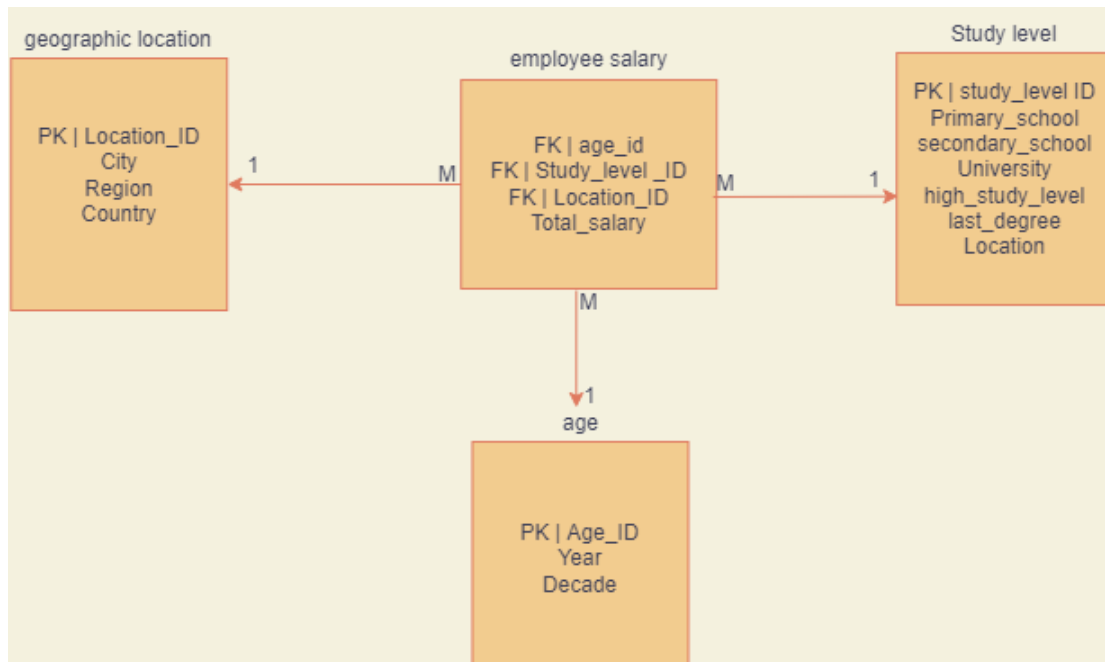 geographic location
PK | Location_ID
City
Region
Country
1
M
employee salary
FK | age_id
FK | Study_level _ID
FK | Location_ID
Total_salary
M
1
Study level
PK | study_level ID
Primary_school
secondary_school
University
high_study_level
last_degree
Location
M
1
age
PK | Age_ID
Year
Decade